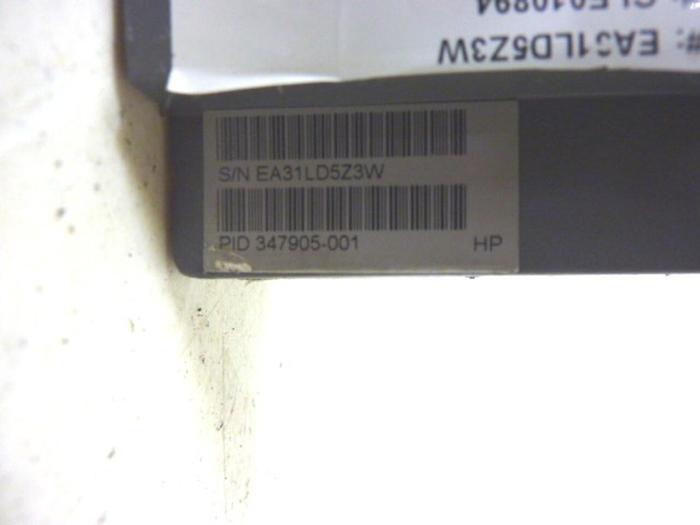 #: EA31LD5Z3W
S/N EA31LD5Z3W
PID 347905-001 HP